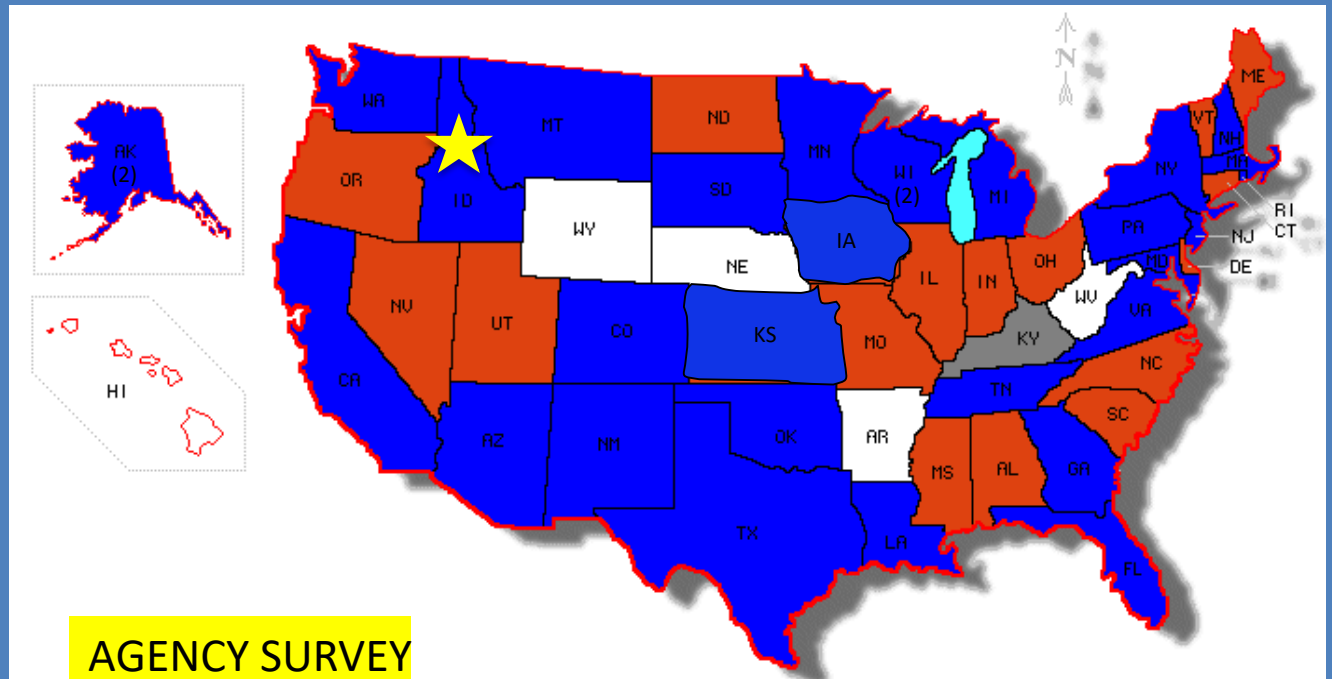 N
WA
MT
ND
MN
ME
VT
NH
MA
NY
AK
(2)
OR
ID
SD
WI
(2)
MI
RI
CT
NJ
WY
IA
PA
MD
DE
NE
IL
IN
OH
WV
VA
NV
UT
CO
KS
MO
KY
HI
CA
NC
TN
SC
AZ
NM
OK
AR
MS
AL
GA
TX
LA
FL
AGENCY SURVEY